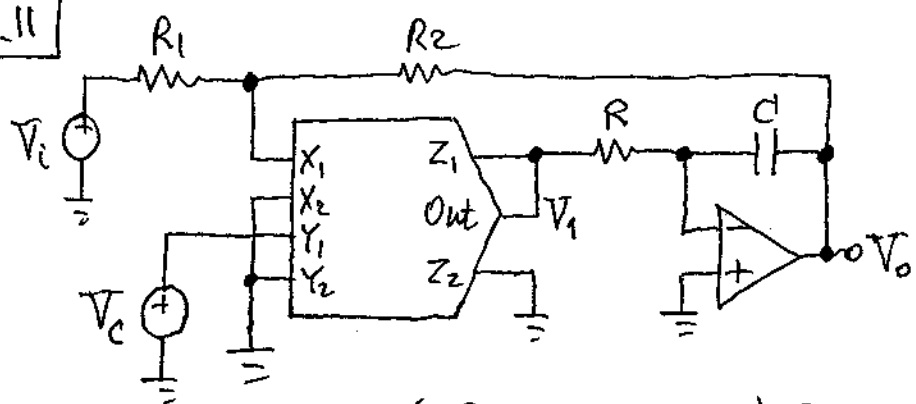 .11
R1 R2
R C
Vi X1 Z1
X2 Out V1
Y1
Y2 Z2
Vc Vo